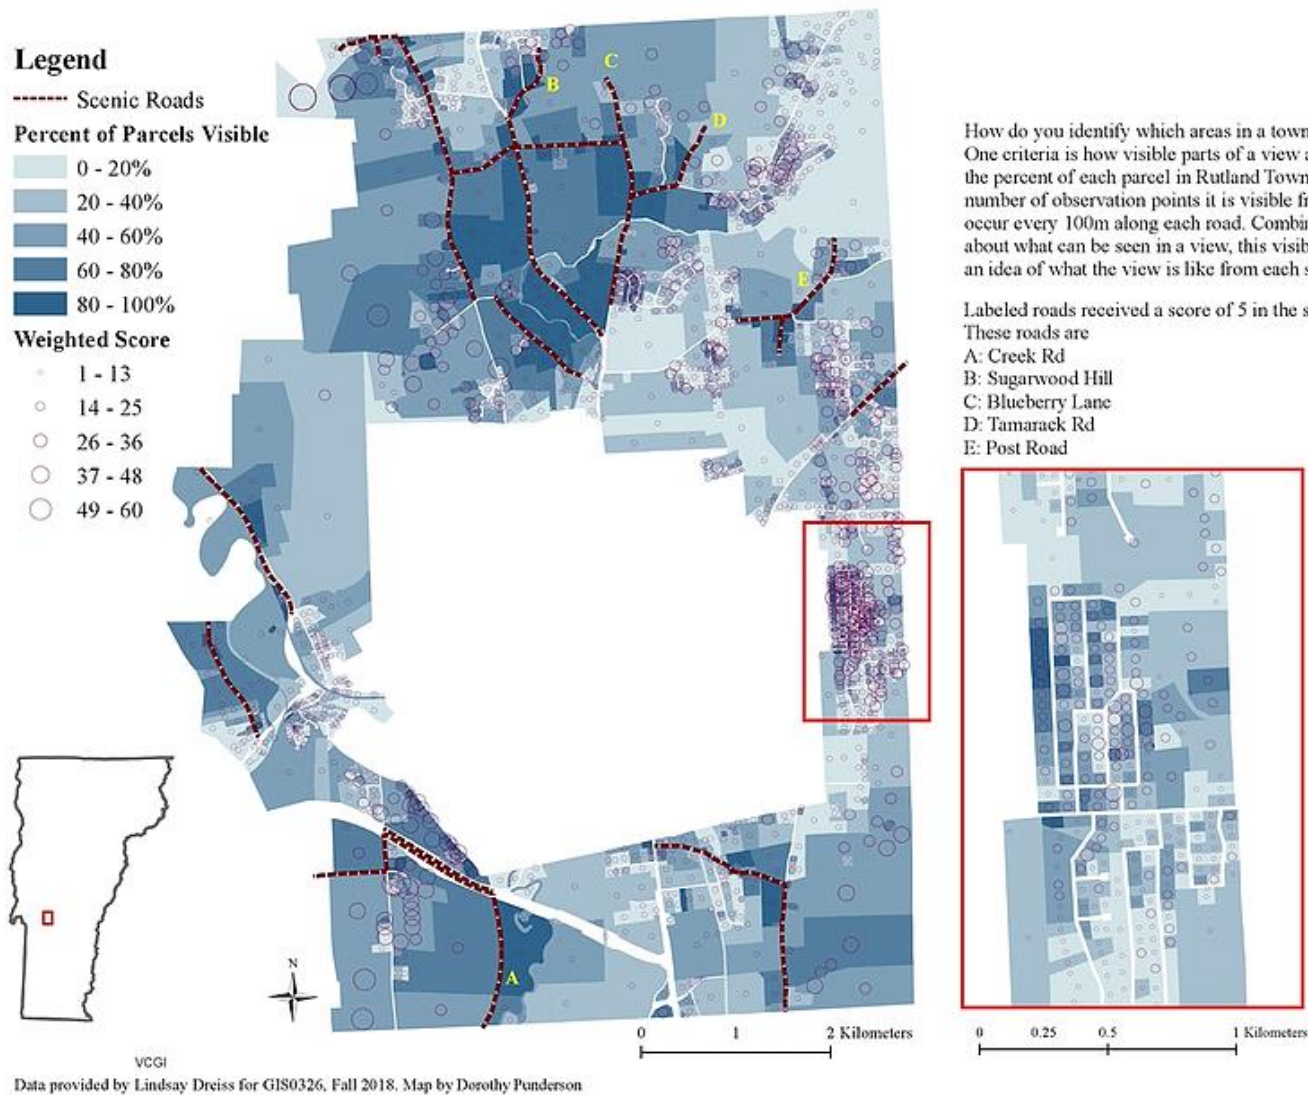 Legend
Scenic Roads
Percent of Parcels Visible
0 - 20%
20 - 40%
40 - 60%
60 - 80%
80 - 100%
Weighted Score
1 - 13
14 - 25
26 - 36
37 - 48
49 - 60
B
C
D
E
A
How do you identify which areas in a town
One criteria is how visible parts of a view a
the percent of each parcel in Rutland Town
number of observation points it is visible fr
occur every 100m along each road. Combin
about what can be seen in a view, this visib
an idea of what the view is like from each s
Labeled roads received a score of 5 in the s
These roads are
A: Creek Rd
B: Sugarwood Hill
C: Blueberry Lane
D: Tamarack Rd
E: Post Road
N
0 1 2 Kilometers
0 0.25 0.5 1 Kilometers
VCGI
Data provided by Lindsay Dreiss for GIS0326, Fall 2018. Map by Dorothy Punderson